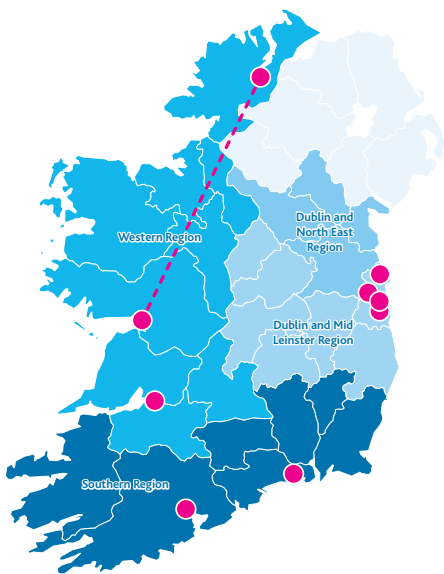 Dublin and
North East
Region
Western Region
Dublin and Mid
Leinster Region
Southern Region